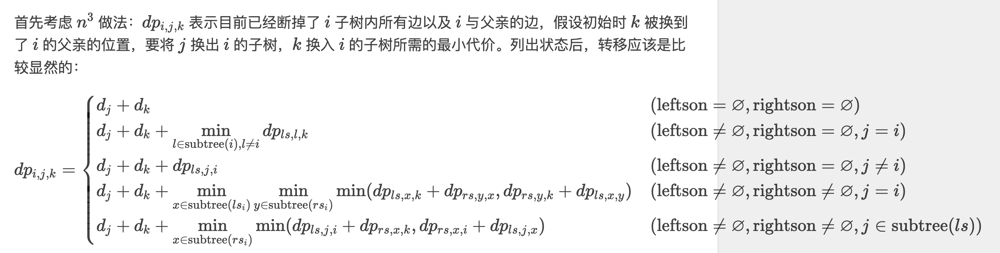 首先考虑 $n^3$ 做法：$dp_{i,j,k}$ 表示目前已经断掉了 $i$ 子树内所有边以及 $i$ 与父亲的边，假设初始时 $k$ 被换到
了 $i$ 的父亲的位置，要将 $j$ 换出 $i$ 的子树，$k$ 换入 $i$ 的子树所需的最小代价。列出状态后，转移应该是比
较显然的：
$dp_{i,j,k} = \begin{cases} d_j + d_k & (\text{leftson} = \varnothing, \text{rightson} = \varnothing) \\
d_j + d_k + \min\limits_{l \in \text{subtree}(i), l \neq i} dp_{ls,l,k} & (\text{leftson} \neq \varnothing, \text{rightson} = \varnothing, j = i) \\
d_j + d_k + dp_{ls,j,i} & (\text{leftson} \neq \varnothing, \text{rightson} = \varnothing, j \neq i) \\
d_j + d_k + \min\limits_{x \in \text{subtree}(ls_i)} \min\limits_{y \in \text{subtree}(rs_i)} \min(dp_{ls,x,k} + dp_{rs,y,x}, dp_{rs,y,k} + dp_{ls,x,y}) & (\text{leftson} \neq \varnothing, \text{rightson} \neq \varnothing, j = i) \\
d_j + d_k + \min\limits_{x \in \text{subtree}(rs_i)} \min(dp_{ls,j,i} + dp_{rs,x,k}, dp_{rs,x,i} + dp_{ls,j,x}) & (\text{leftson} \neq \varnothing, \text{rightson} \neq \varnothing, j \in \text{subtree}(ls)) \end{cases}$